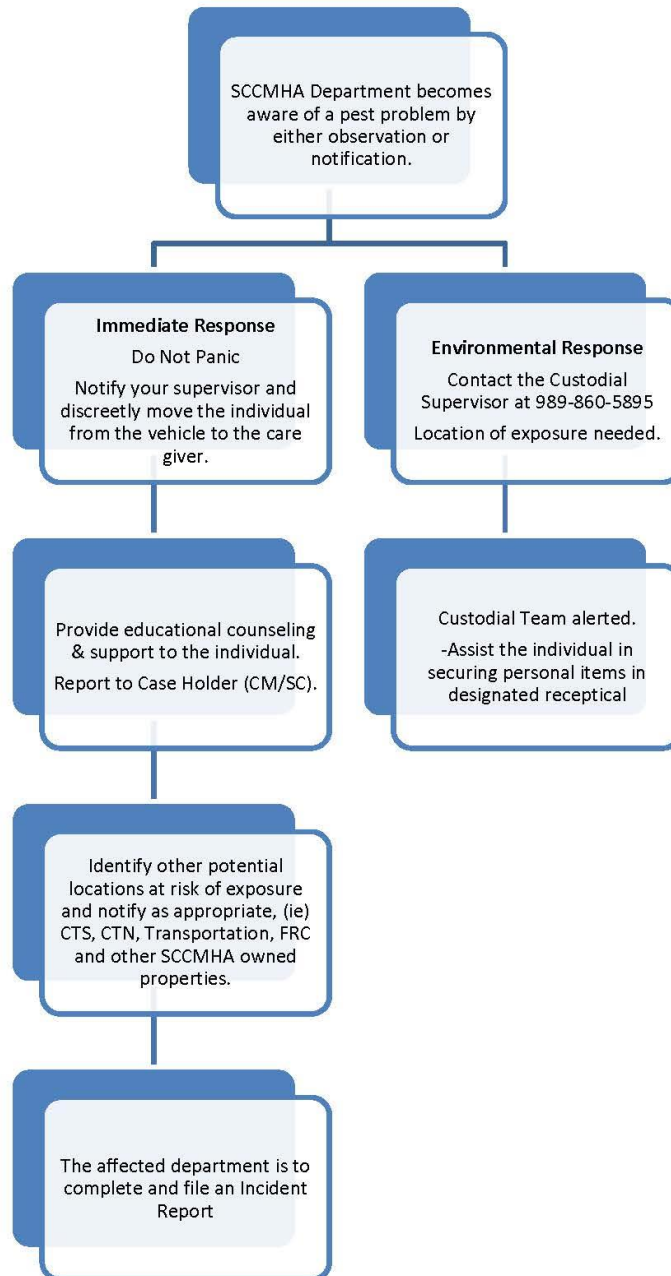 SCCMHA Department becomes
aware of a pest problem by
either observation or
notification.
Immediate Response
Do Not Panic
Notify your supervisor and
discreetly move the individual
from the vehicle to the care
giver.
Environmental Response
Contact the Custodial
Supervisor at 989-860-5895
Location of exposure needed.
Provide educational counseling
& support to the individual.
Report to Case Holder (CM/SC).
Custodial Team alerted.
-Assist the individual in
securing personal items in
designated receptical
Identify other potential
locations at risk of exposure
and notify as appropriate, (ie)
CTS, CTN, Transportation, FRC
and other SCCMHA owned
properties.
The affected department is to
complete and file an Incident
Report